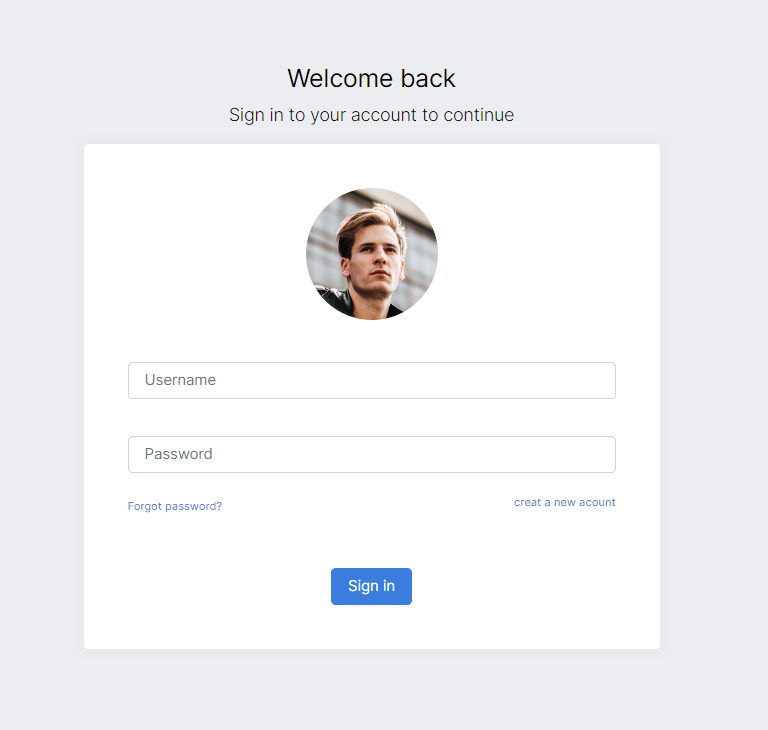 Welcome back
Sign in to your account to continue
Username
Password
Forgot password?
creat a new acount
Sign in